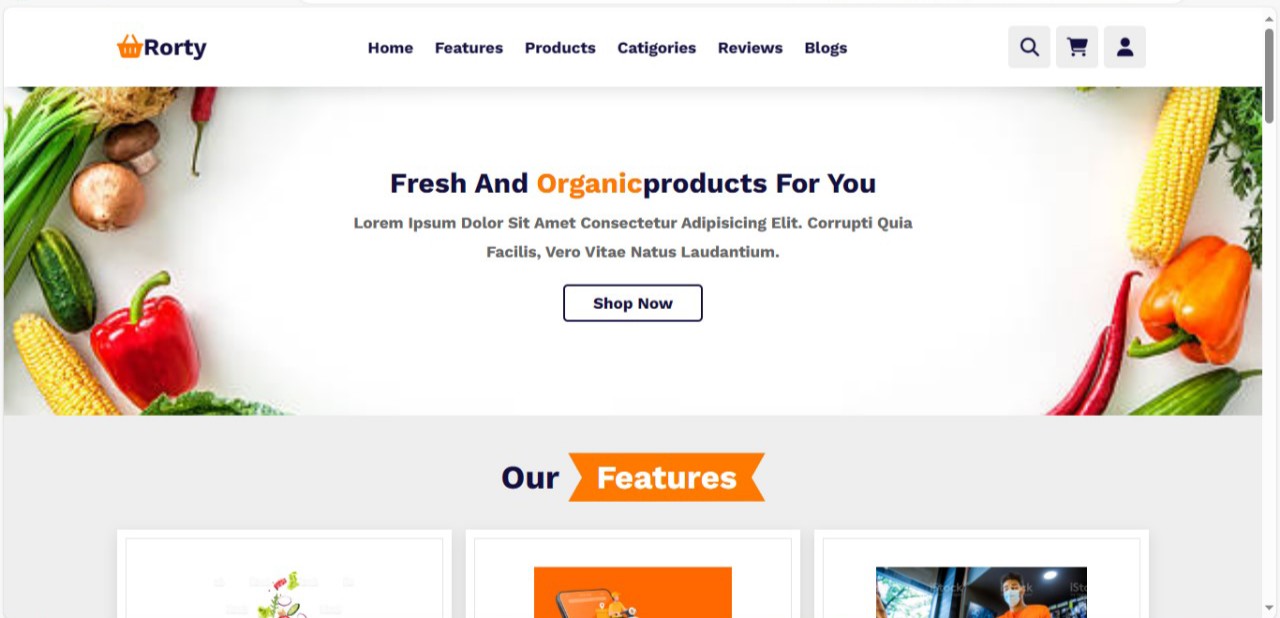 Rorty
Home Features Products Catigories Reviews Blogs
Fresh And Organicproducts For You
Lorem Ipsum Dolor Sit Amet Consectetur Adipisicing Elit. Corrupti Quia
Facilis, Vero Vitae Natus Laudantium.
Shop Now
Our Features